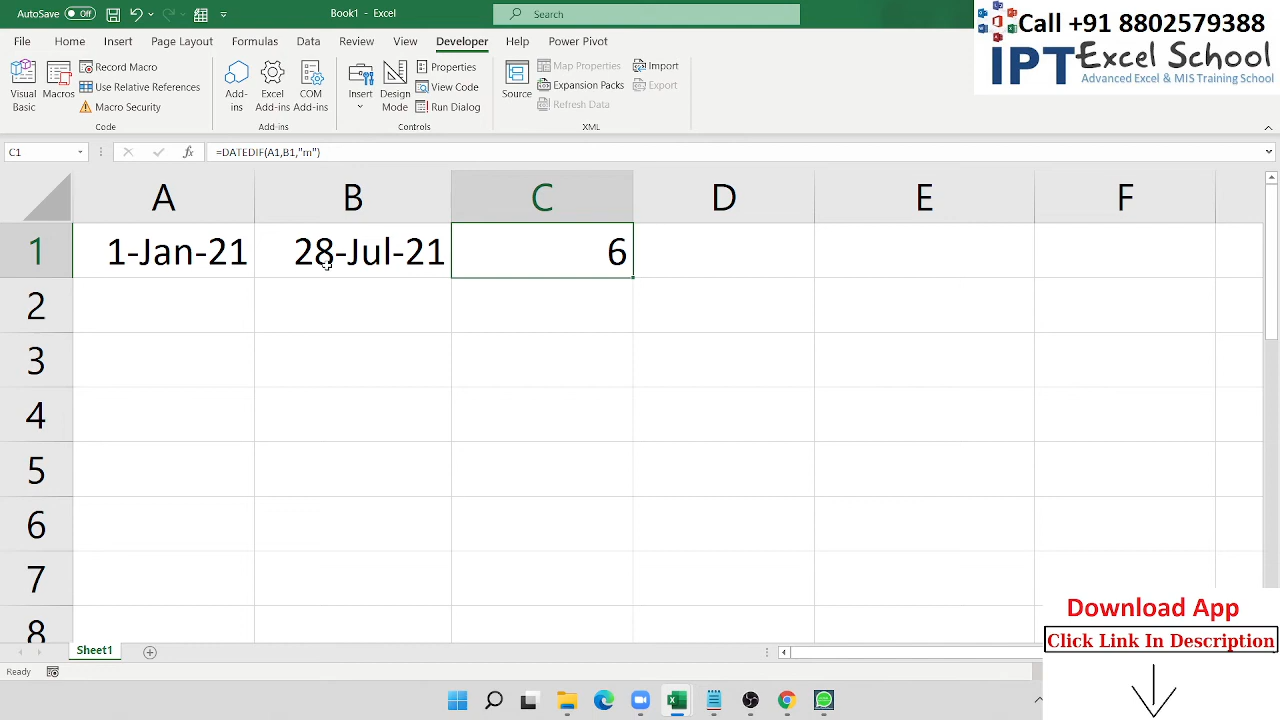 AutoSave Off Book1 - Excel Search
File Home Insert Page Layout Formulas Data Review View Developer Help Power Pivot
Visual Basic
Macros
Record Macro
Use Relative References
Macro Security
Code
Add-ins
Excel Add-ins
COM Add-ins
Add-ins
Insert
Design Mode
Properties
View Code
Run Dialog
Controls
Source
Map Properties
Expansion Packs
Refresh Data
Import
Export
XML
Call +91 8802579388
IPT Excel School
Advanced Excel & MIS Training School
C1 fx =DATEDIF(A1,B1,"m")
A B C D E F
1 1-Jan-21 28-Jul-21 6
2
3
4
5
6
7
8
Sheet1
Ready
Download App
Click Link In Description